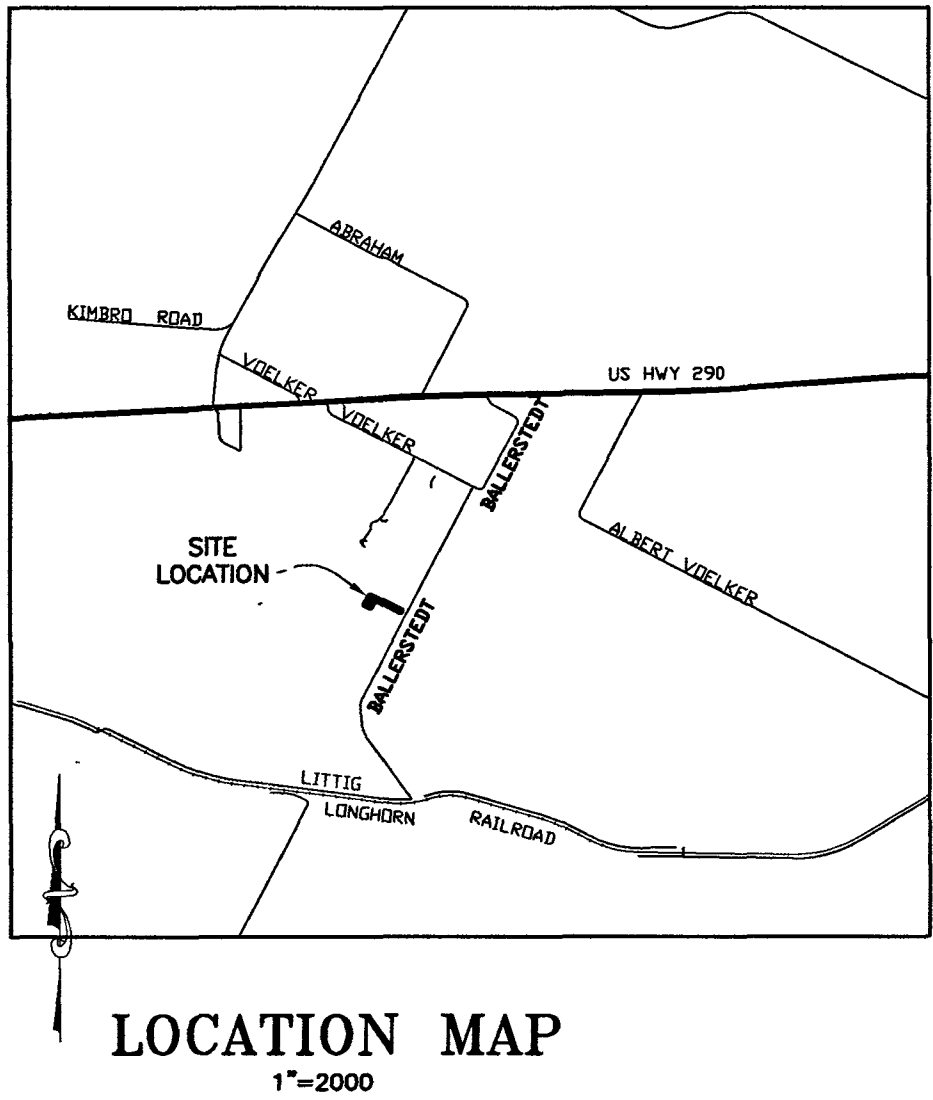 ABRAHAM
KIMBRO ROAD
VOELKER
US HWY 290
VOELKER
BALLERSTEDT
ALBERT VOELKER
SITE
LOCATION
BALLERSTEDT
LITTIG
LONGHORN RAILROAD
LOCATION MAP
1"=2000